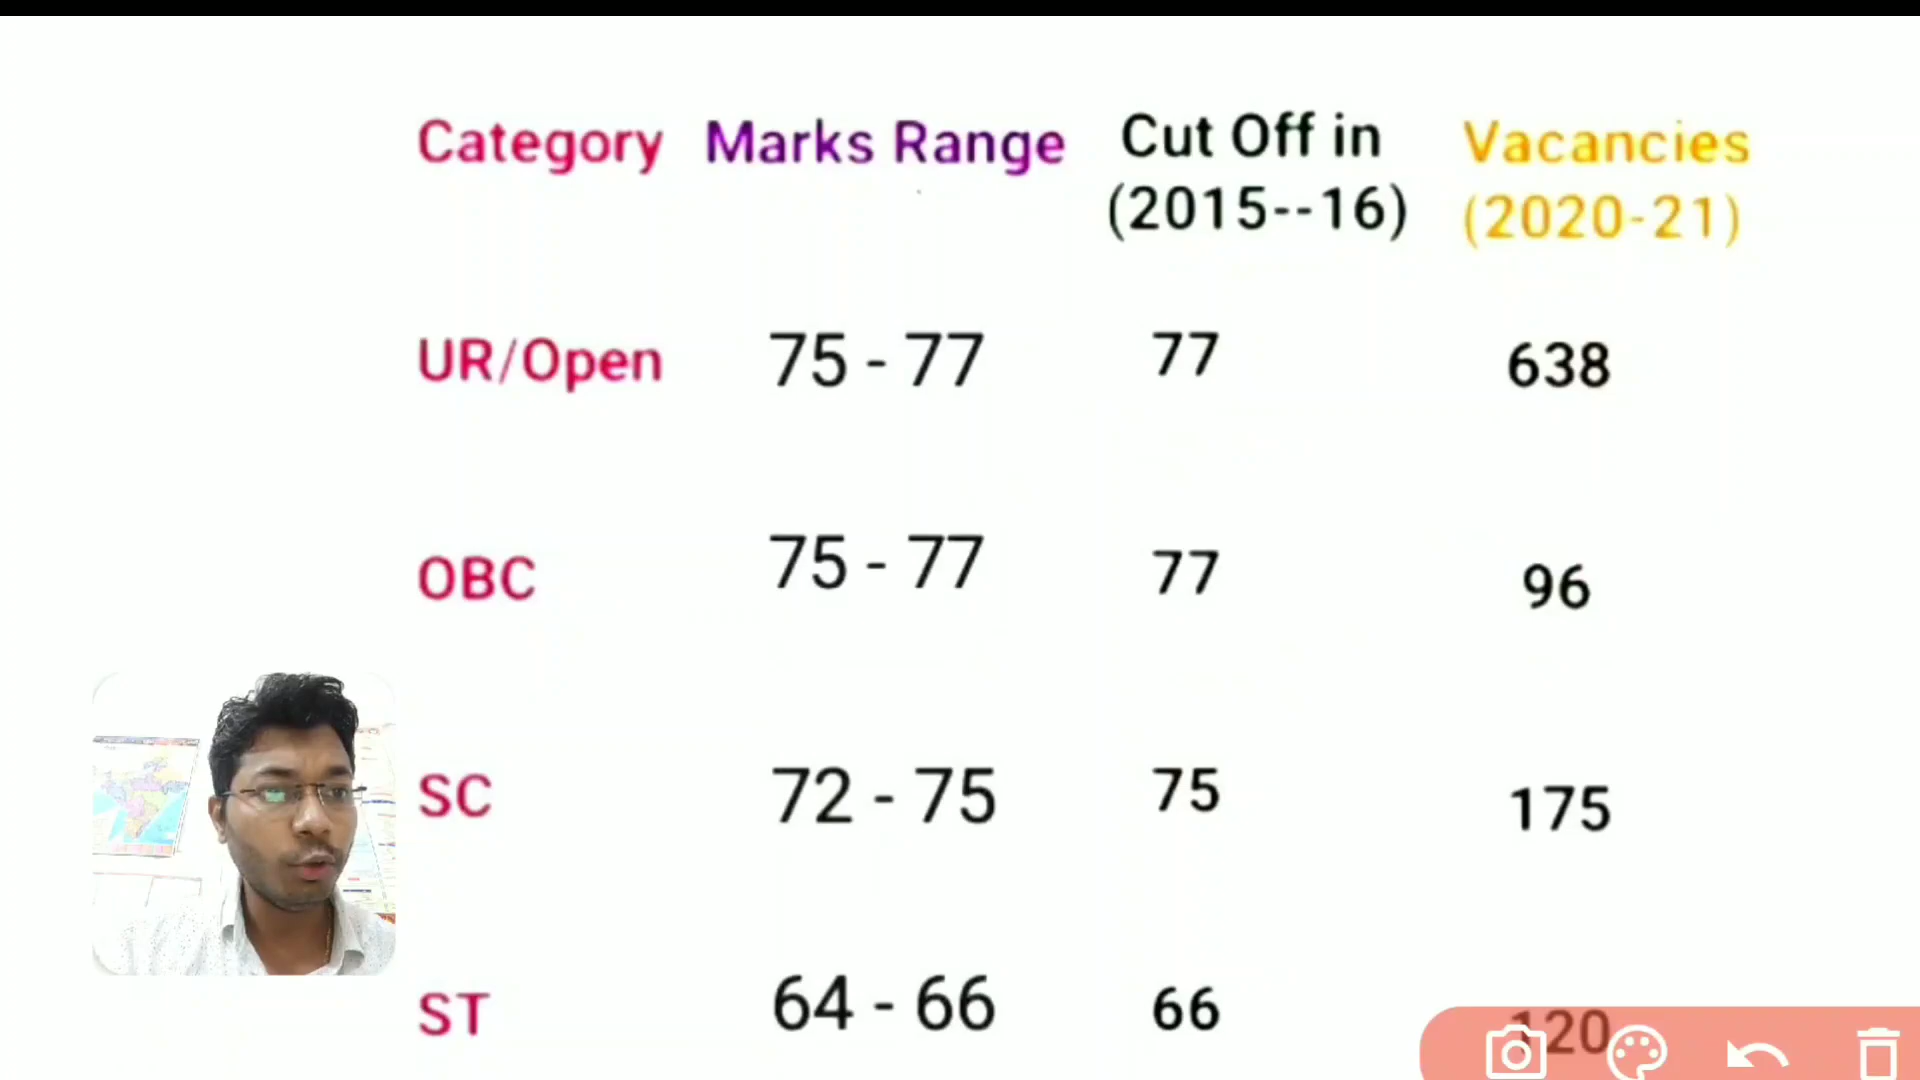 Category Marks Range Cut Off in Vacancies
(2015--16) (2020-21)
UR/Open 75 - 77 77 638
OBC 75 - 77 77 96
SC 72 - 75 75 175
ST 64 - 66 66 120